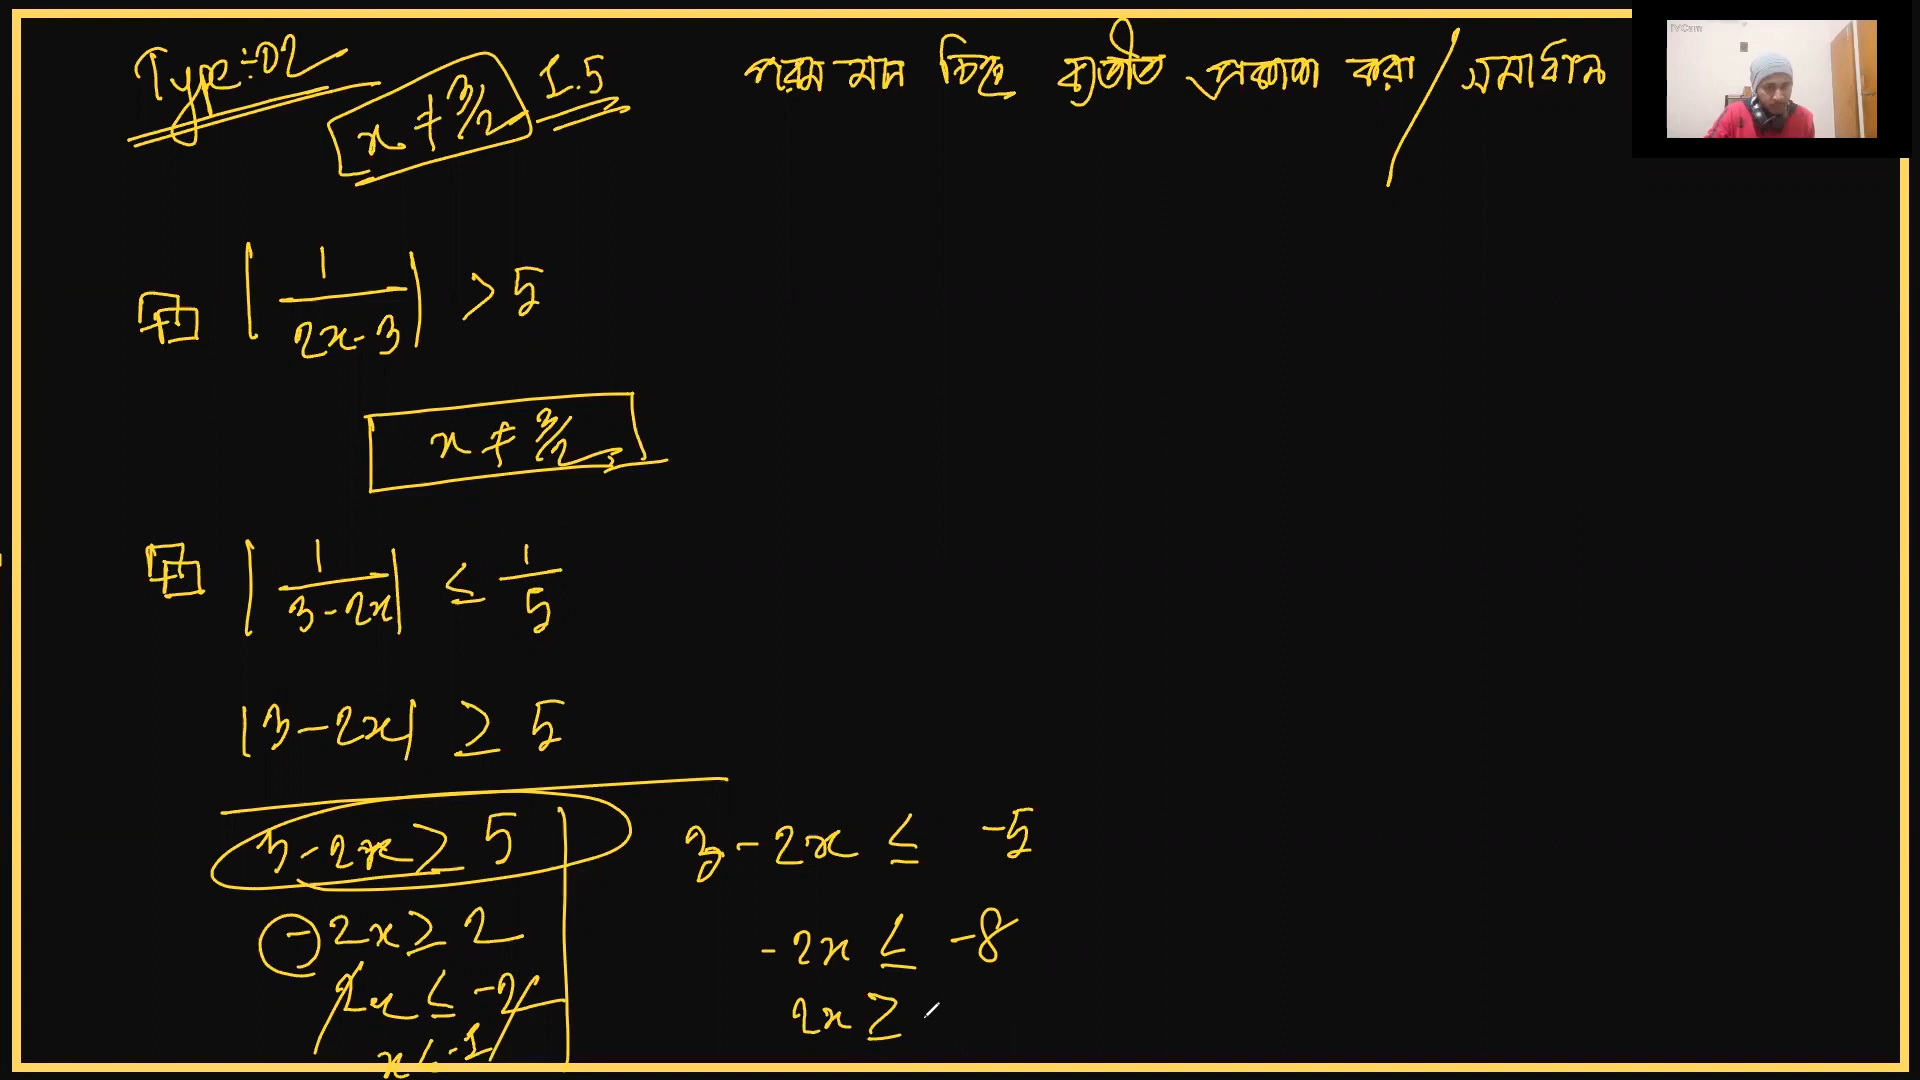 Type:-02
x ≠ 3/2 1.5
পরম মান চিহ্ন ব্যতীত প্রকাশ করা / সমাধান
|1/(2x-3)| > 5
x ≠ 3/2
|1/(3-2x)| ≤ 1/5
|3-2x| ≥ 5
3-2x ≥ 5
-2x ≥ 2
2x ≤ -2
x ≤ -1
3-2x ≤ -5
-2x ≤ -8
2x ≥